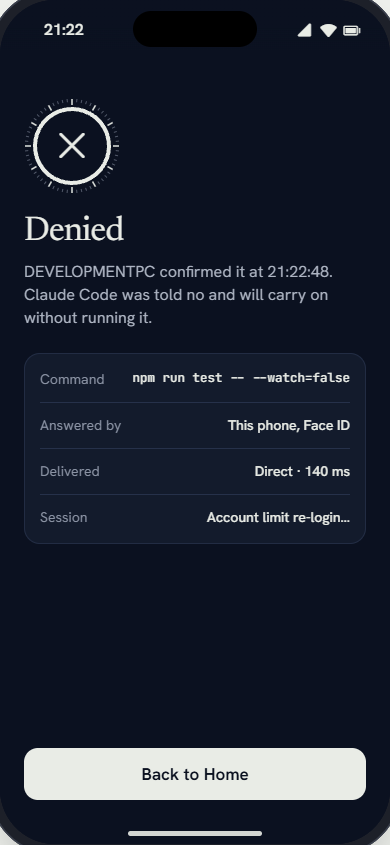 21:22
Denied
DEVELOPMENTPC confirmed it at 21:22:48.
Claude Code was told no and will carry on
without running it.
Command npm run test -- --watch=false
Answered by This phone, Face ID
Delivered Direct · 140 ms
Session Account limit re-login…
Back to Home